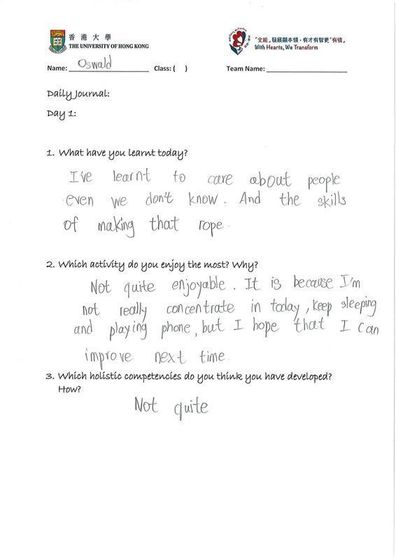 香港大學
THE UNIVERSITY OF HONG KONG
With Hearts, We Transform
Name: Oswald Class: ( ) Team Name:
Daily Journal:
Day 1:
1. What have you learnt today?
I've learnt to care about people
even we don't know. And the skills
of making that rope
2. Which activity do you enjoy the most? Why?
Not quite enjoyable. It is because I'm
not really concentrate in today, keep sleeping
and playing phone, but I hope that I can
improve next time.
3. Which holistic competencies do you think you have developed?
How?
Not quite